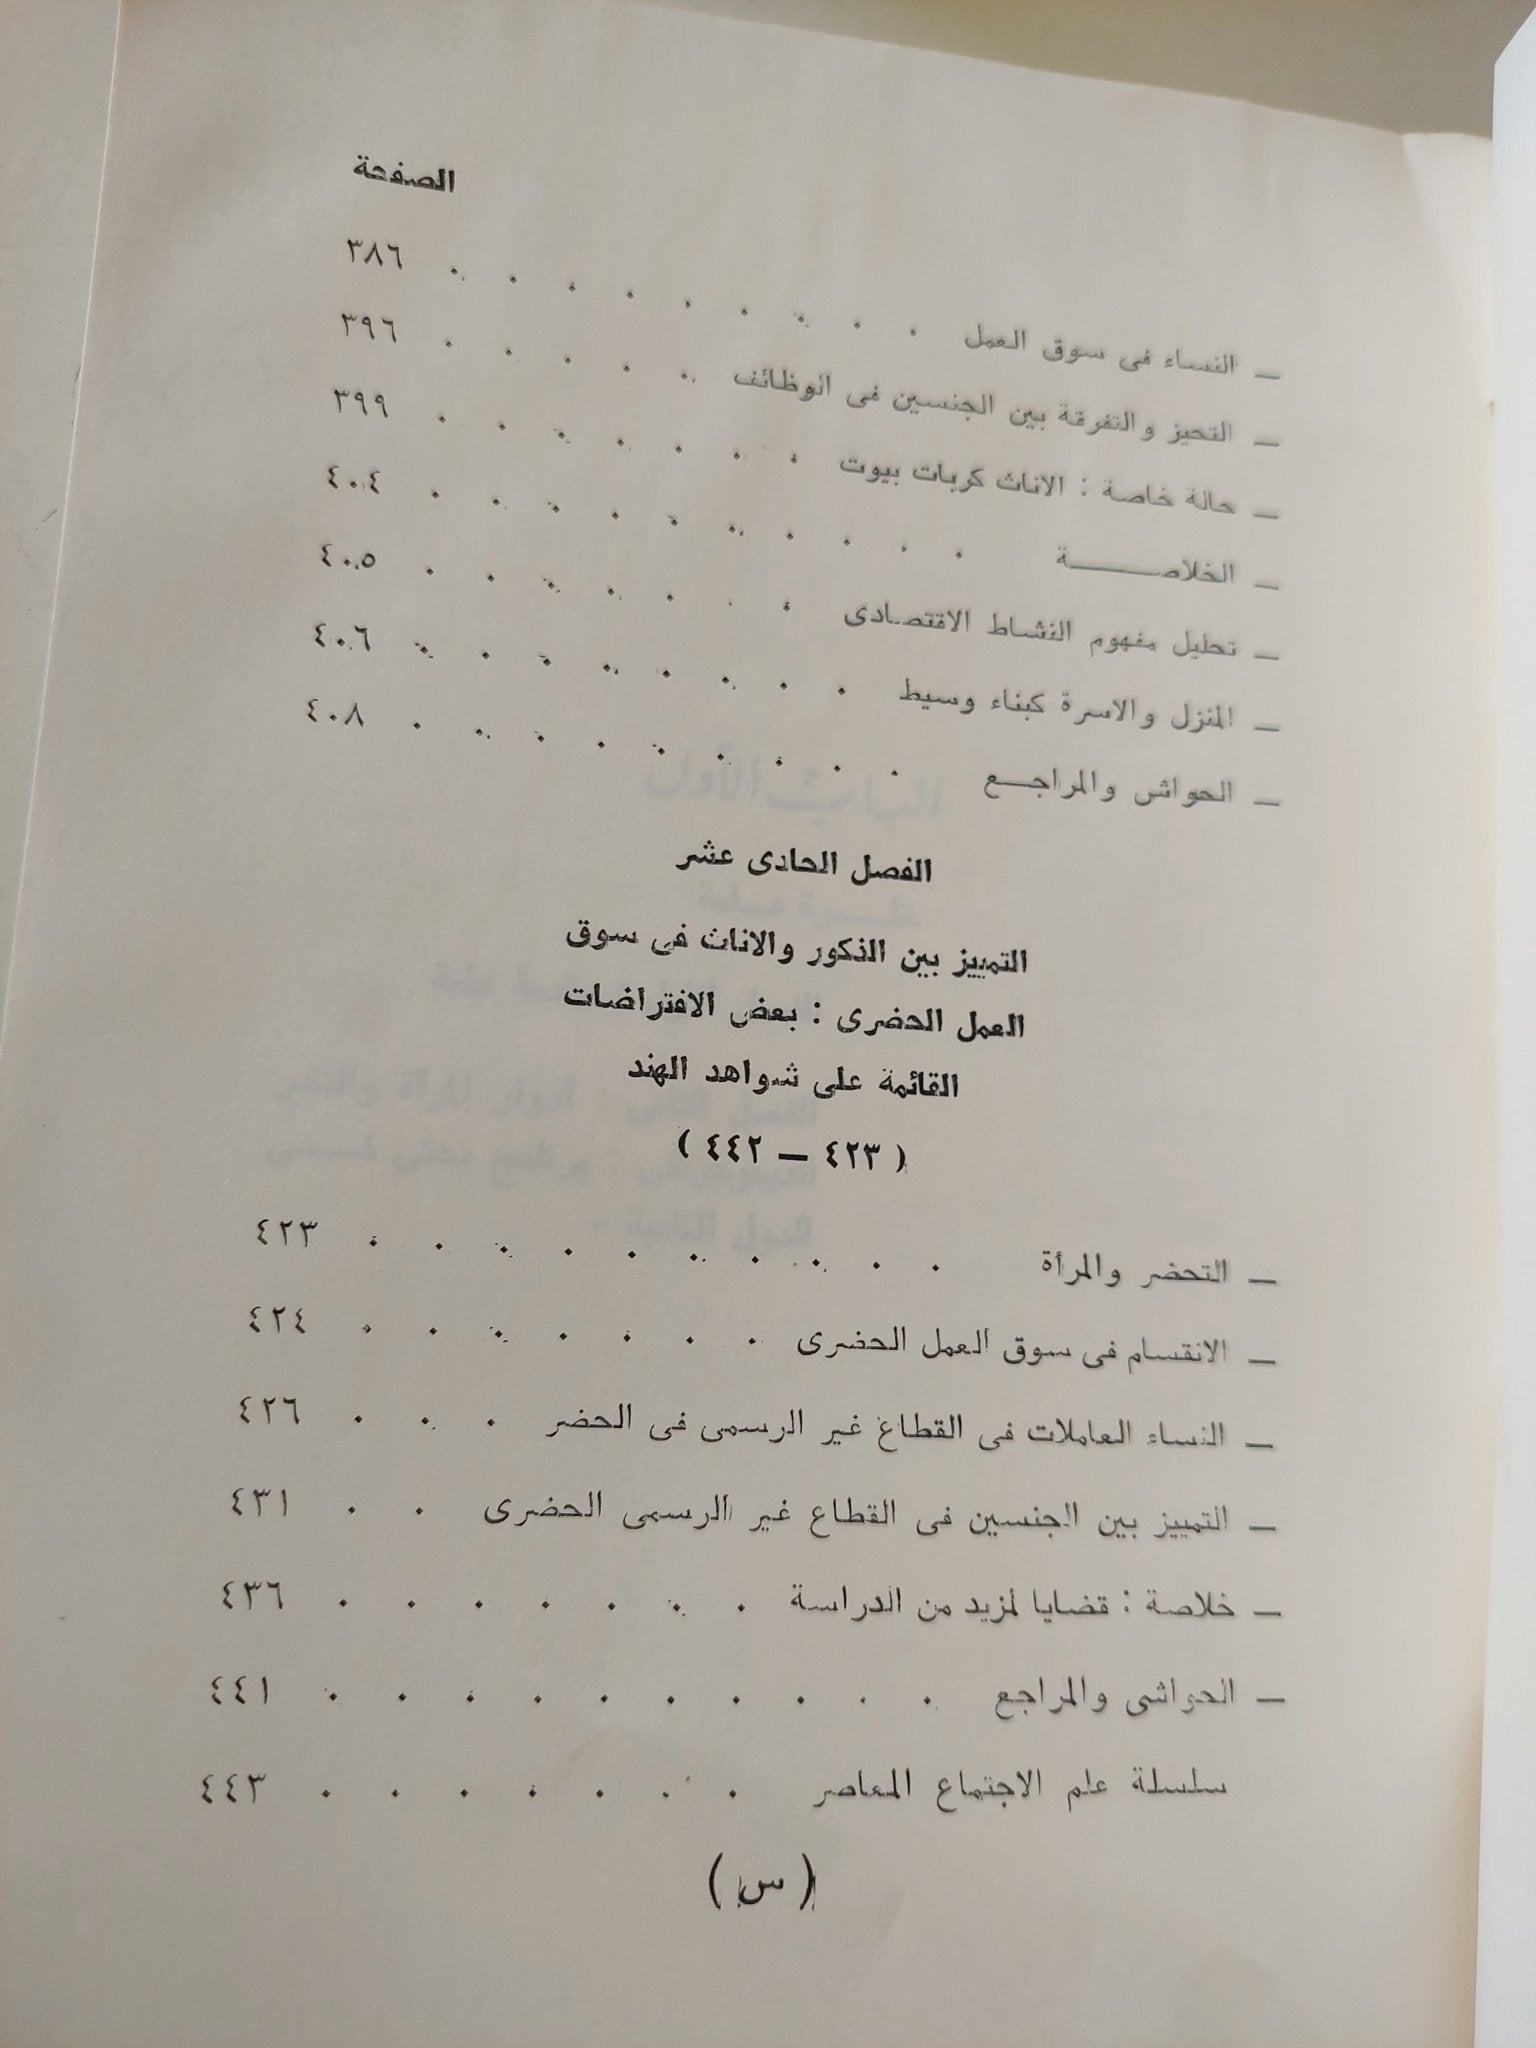 الصفحة
— النساء فى سوق العمل . . . . . . . . . ٣٨٦
— التحيز والتفرقة بين الجنسين فى الوظائف . . . . . ٣٩٦
— حالة خاصة : الاناث كربات بيوت . . . . . . . ٣٩٩
— الخلاصـــــــة . . . . . . . . . . ٤٠٤
— تحليل مفهوم النشاط الاقتصادى . . . . . . . ٤٠٥
— المنزل والاسرة كبناء وسيط . . . . . . . . ٤٠٦
— الحواشى والمراجـــع . . . . . . . . . ٤٠٨
الفصل الحادى عشر
التمييز بين الذكور والاناث فى سوق
العمل الحضرى : بعض الافتراضات
القائمة على شواهد الهند
( ٤٢٣ — ٤٤٢ )
— التحضر والمرأة . . . . . . . . . . ٤٢٣
— الانقسام فى سوق العمل الحضرى . . . . . . . ٤٢٤
— النساء العاملات فى القطاع غير الرسمى فى الحضر . . . ٤٢٦
— التمييز بين الجنسين فى القطاع غير الرسمى الحضرى . . ٤٣١
— خلاصة : قضايا لمزيد من الدراسة . . . . . . . ٤٣٦
— الحواشى والمراجع . . . . . . . . . . ٤٤١
سلسلة علم الاجتماع المعاصر . . . . . . . ٤٤٣
( س )